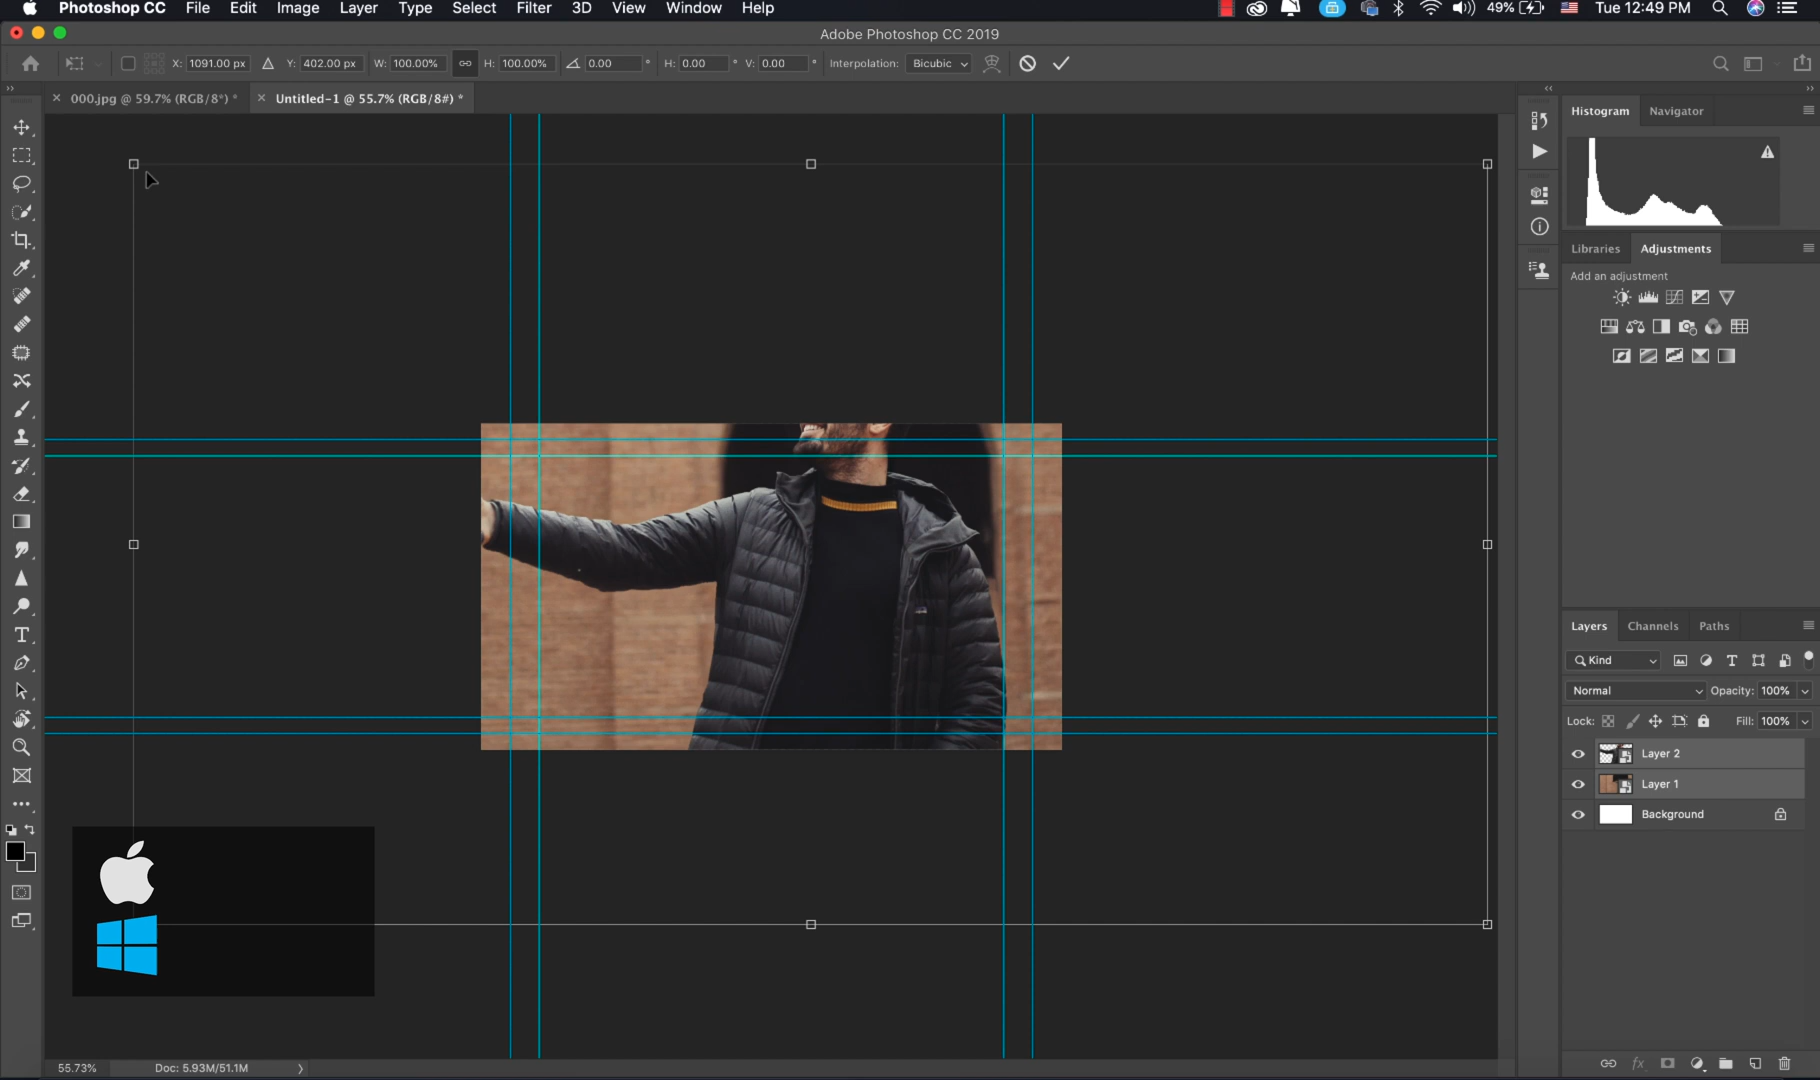 Photoshop CC File Edit Image Layer Type Select Filter 3D View Window Help 49% Tue 12:49 PM
Adobe Photoshop CC 2019
X: 1091.00 px Y: 402.00 px W: 100.00% H: 100.00% 0.00 ° H: 0.00 ° V: 0.00 ° Interpolation: Bicubic
000.jpg @ 59.7% (RGB/8*) * Untitled-1 @ 55.7% (RGB/8#) *
Histogram Navigator
Libraries Adjustments
Add an adjustment
Layers Channels Paths
Kind
Normal Opacity: 100%
Lock: Fill: 100%
Layer 2
Layer 1
Background
55.73% Doc: 5.93M/51.1M